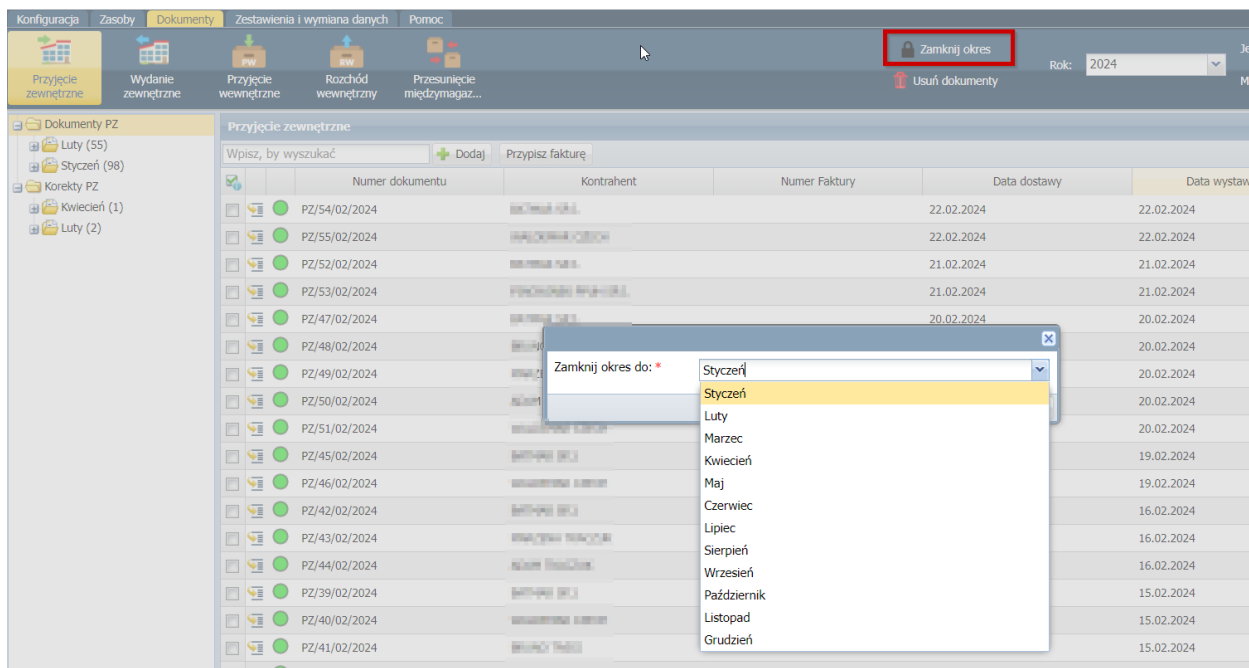 Konfiguracja Zasoby Dokumenty Zestawienia i wymiana danych Pomoc
Przyjęcie zewnętrzne
Wydanie zewnętrzne
PW Przyjęcie wewnętrzne
RW Rozchód wewnętrzny
Przesunięcie międzymagaz...
Zamknij okres
Usuń dokumenty
Rok: 2024
Je
M
Dokumenty PZ
Luty (55)
Styczeń (98)
Korekty PZ
Kwiecień (1)
Luty (2)
Przyjęcie zewnętrzne
Wpisz, by wyszukać Dodaj Przypisz fakturę
Numer dokumentu Kontrahent Numer Faktury Data dostawy Data wystaw
PZ/54/02/2024 22.02.2024 22.02.2024
PZ/55/02/2024 22.02.2024 22.02.2024
PZ/52/02/2024 21.02.2024 21.02.2024
PZ/53/02/2024 21.02.2024 21.02.2024
PZ/47/02/2024 20.02.2024 20.02.2024
PZ/48/02/2024 20.02.2024
PZ/49/02/2024 20.02.2024
PZ/50/02/2024 20.02.2024
PZ/51/02/2024 20.02.2024
PZ/45/02/2024 19.02.2024
PZ/46/02/2024 19.02.2024
PZ/42/02/2024 16.02.2024
PZ/43/02/2024 16.02.2024
PZ/44/02/2024 16.02.2024
PZ/39/02/2024 15.02.2024
PZ/40/02/2024 15.02.2024
PZ/41/02/2024 15.02.2024
Zamknij okres do: * Styczeń
Styczeń
Luty
Marzec
Kwiecień
Maj
Czerwiec
Lipiec
Sierpień
Wrzesień
Październik
Listopad
Grudzień